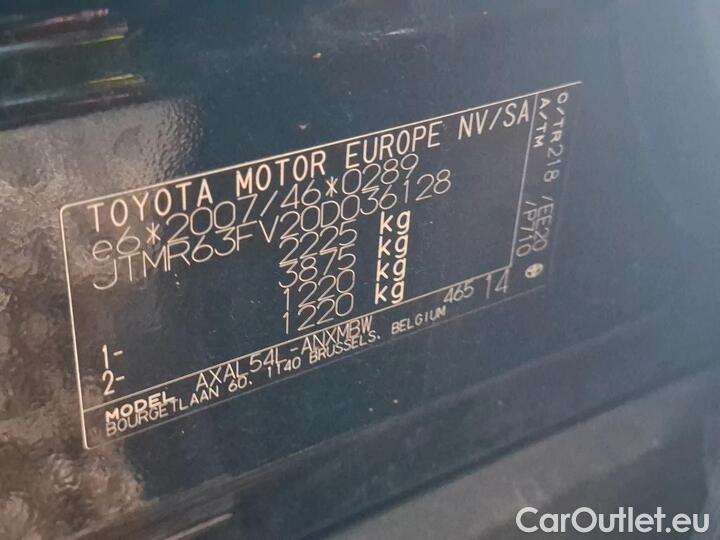 TOYOTA MOTOR EUROPE NV/SA
e6*2007/46*0289
JTMR63FV20D036128
2225 kg
3875 kg
1- 1220 kg
2- 1220 kg
465 14
MODEL AXAL54L-ANXMBW
BOURGETLAAN 60, 1140 BRUSSELS, BELGIUM
C/TR 218 /EE20
A/TM /P710
CarOutlet.eu